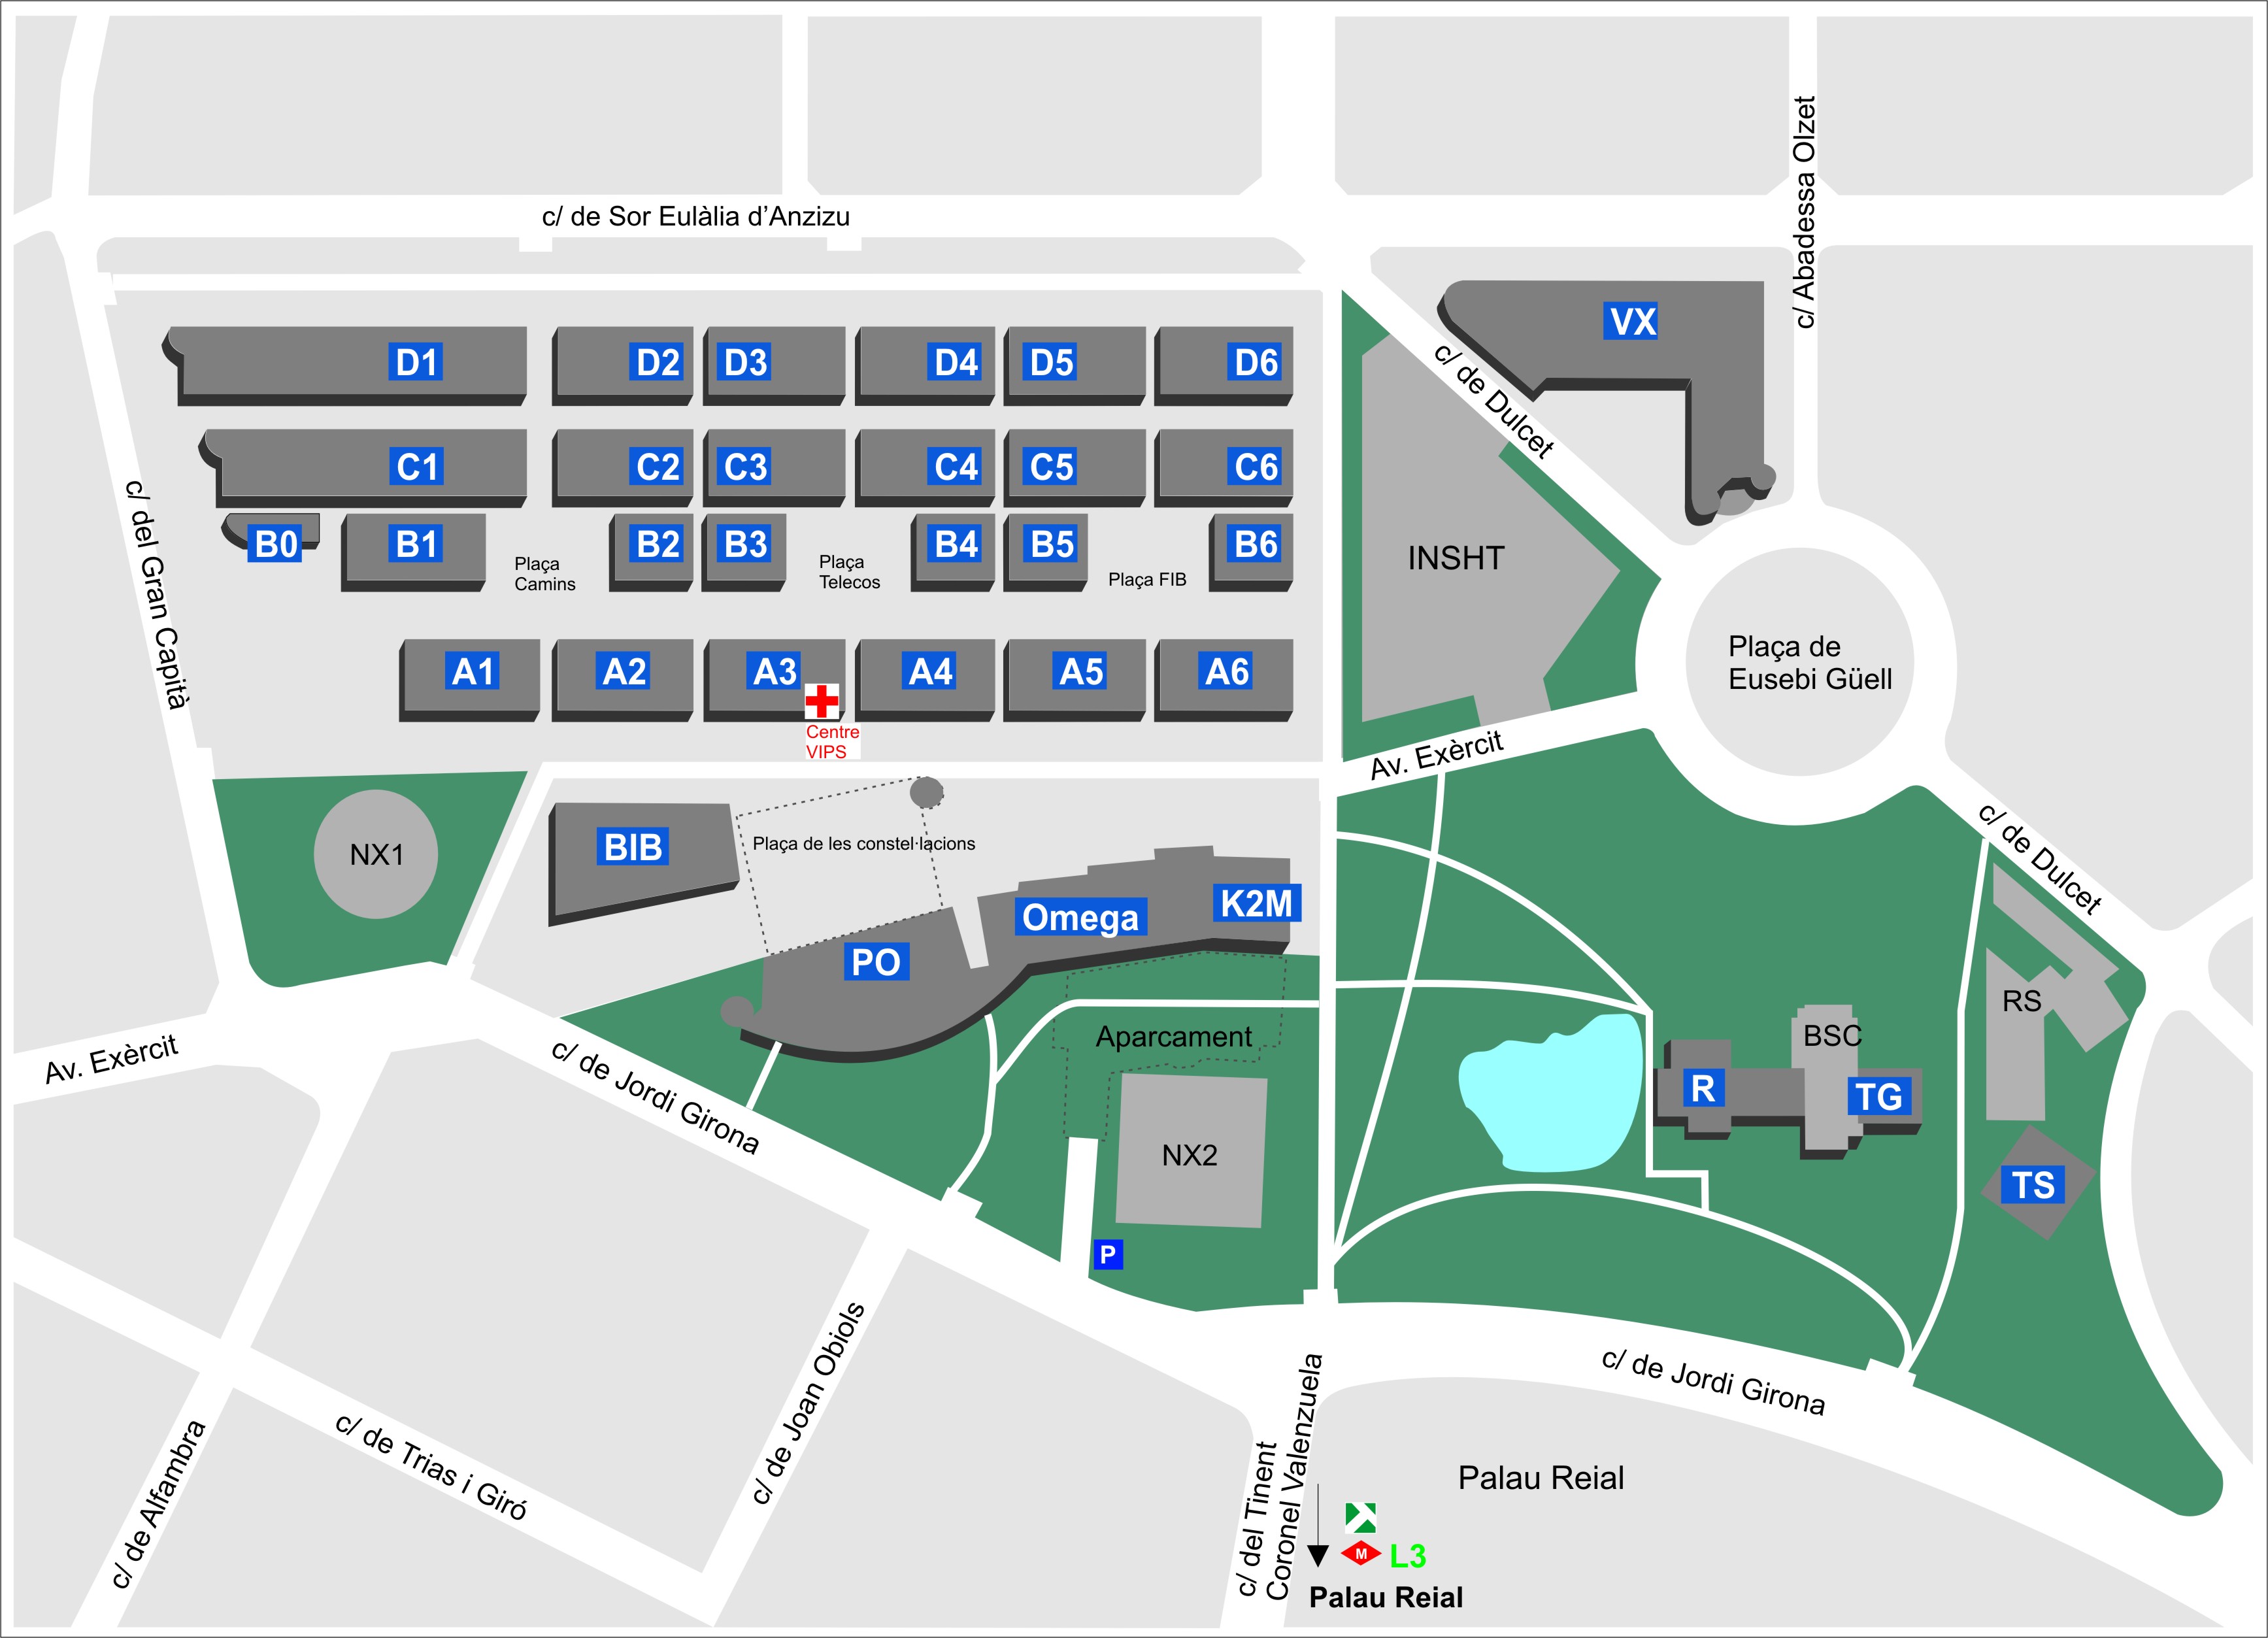 c/ de Sor Eulàlia d’Anzizu
c/ Abadessa Olzet
VX
D1
D2
D3
D4
D5
D6
c/ de Dulcet
C1
C2
C3
C4
C5
C6
c/ del Gran Capità
B0
B1
Plaça
Camins
B2
B3
Plaça
Telecos
B4
B5
Plaça FIB
B6
INSHT
Plaça de
Eusebi Güell
A1
A2
A3
A4
A5
A6
Centre
VIPS
Av. Exèrcit
NX1
BIB
Plaça de les constel·lacions
c/ de Dulcet
Omega
K2M
PO
RS
BSC
Aparcament
Av. Exèrcit
c/ de Jordi Girona
R
TG
NX2
TS
P
c/ de Jordi Girona
c/ de Joan Obiols
c/ de Trias i Giró
c/ de Alfambra
c/ del Tinent
Coronel Valenzuela
Palau Reial
M
L3
Palau Reial